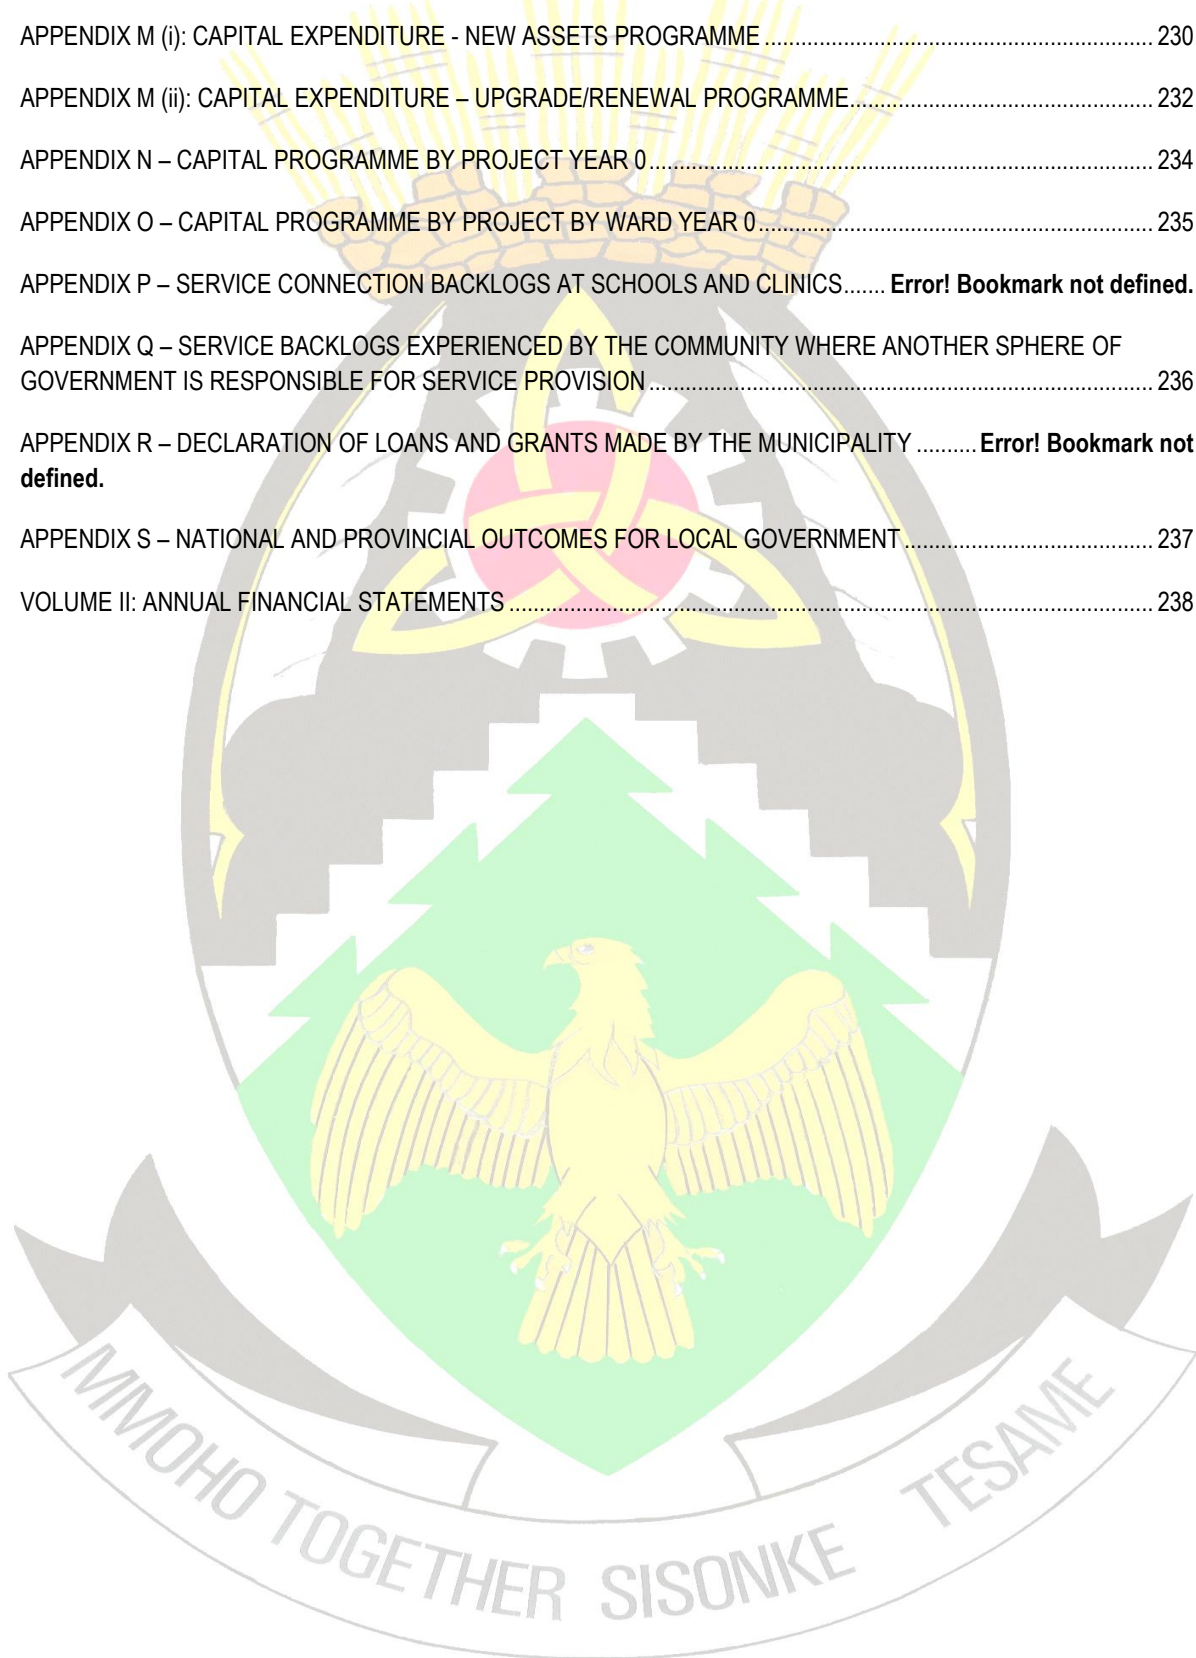 APPENDIX M (i): CAPITAL EXPENDITURE - NEW ASSETS PROGRAMME ........................................................ 230
APPENDIX M (ii): CAPITAL EXPENDITURE – UPGRADE/RENEWAL PROGRAMME............................................ 232
APPENDIX N – CAPITAL PROGRAMME BY PROJECT YEAR 0 ........................................................................ 234
APPENDIX O – CAPITAL PROGRAMME BY PROJECT BY WARD YEAR 0 ......................................................... 235
APPENDIX P – SERVICE CONNECTION BACKLOGS AT SCHOOLS AND CLINICS....... Error! Bookmark not defined.
APPENDIX Q – SERVICE BACKLOGS EXPERIENCED BY THE COMMUNITY WHERE ANOTHER SPHERE OF
GOVERNMENT IS RESPONSIBLE FOR SERVICE PROVISION ........................................................................ 236
APPENDIX R – DECLARATION OF LOANS AND GRANTS MADE BY THE MUNICIPALITY .......... Error! Bookmark not
defined.
APPENDIX S – NATIONAL AND PROVINCIAL OUTCOMES FOR LOCAL GOVERNMENT ................................... 237
VOLUME II: ANNUAL FINANCIAL STATEMENTS ........................................................................................ 238
MMOHO TOGETHER SISONKE TESAME